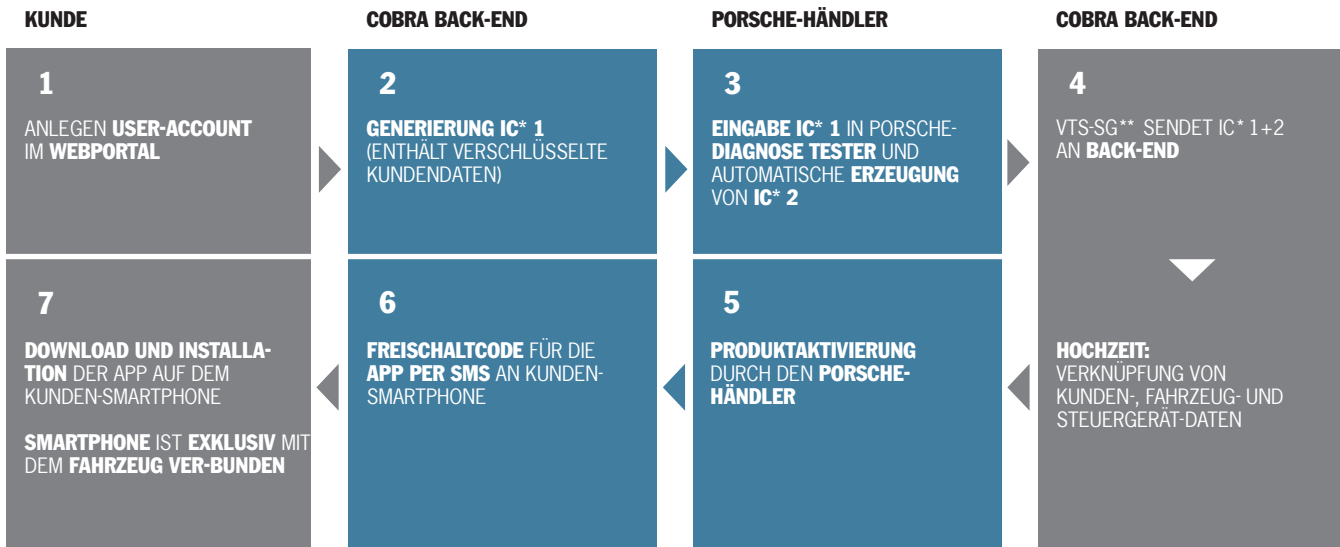 KUNDE
COBRA BACK-END
PORSCHE-HÄNDLER
COBRA BACK-END
1
ANLEGEN USER-ACCOUNT
IM WEBPORTAL
2
GENERIERUNG IC* 1
(ENTHÄLT VERSCHLÜSSELTE
KUNDENDATEN)
3
EINGABE IC* 1 IN PORSCHE-
DIAGNOSE TESTER UND
AUTOMATISCHE ERZEUGUNG
VON IC* 2
4
VTS-SG** SENDET IC* 1+2
AN BACK-END
HOCHZEIT:
VERKNÜPFUNG VON
KUNDEN-, FAHRZEUG- UND
STEUERGERÄT-DATEN
5
PRODUKTAKTIVIERUNG
DURCH DEN PORSCHE-
HÄNDLER
6
FREISCHALTCODE FÜR DIE
APP PER SMS AN KUNDEN-
SMARTPHONE
7
DOWNLOAD UND INSTALLA-
TION DER APP AUF DEM
KUNDEN-SMARTPHONE
SMARTPHONE IST EXKLUSIV MIT
DEM FAHRZEUG VER-BUNDEN